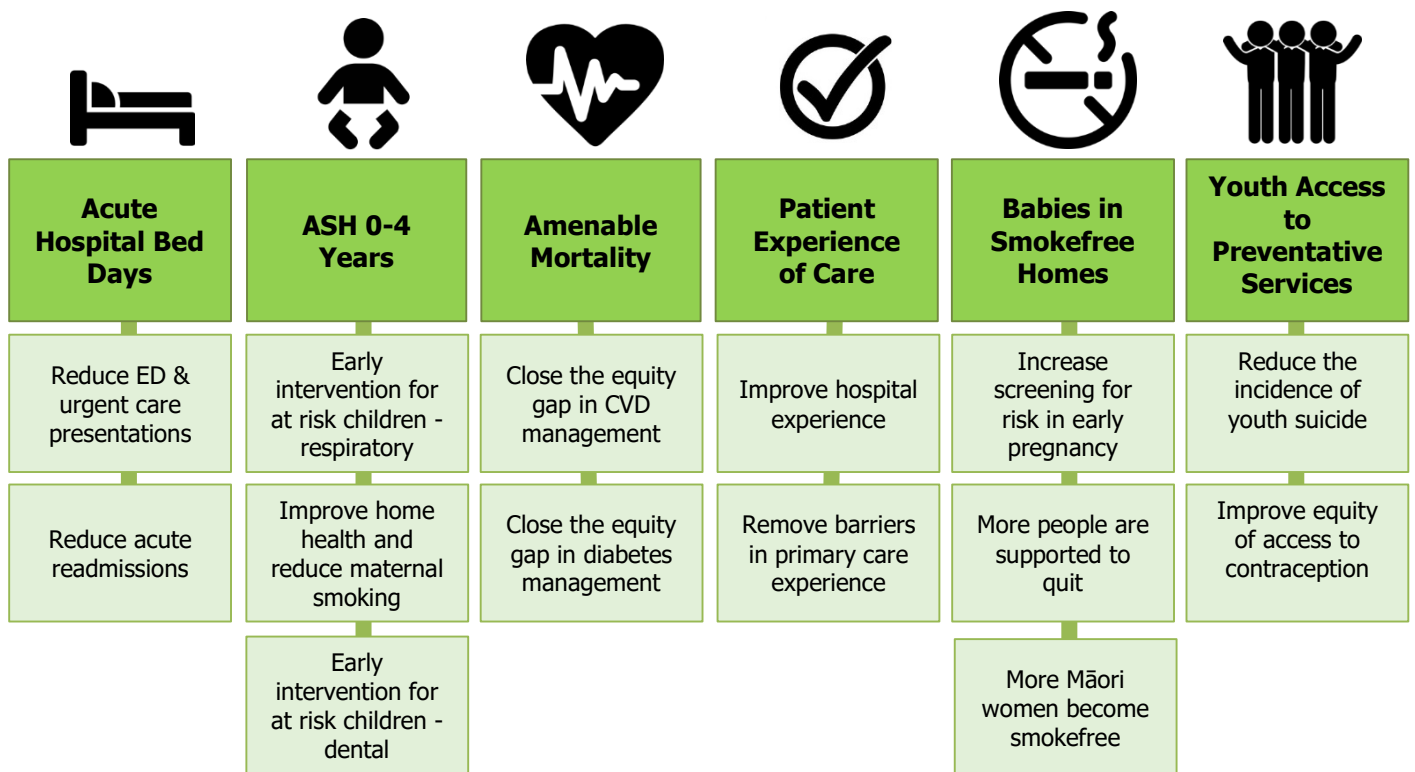 Acute
Hospital Bed
Days
ASH 0-4
Years
Amenable
Mortality
Patient
Experience
of Care
Babies in
Smokefree
Homes
Youth Access
to
Preventative
Services
Reduce ED &
urgent care
presentations
Early
intervention for
at risk children -
respiratory
Close the equity
gap in CVD
management
Improve hospital
experience
Increase
screening for
risk in early
pregnancy
Reduce the
incidence of
youth suicide
Reduce acute
readmissions
Improve home
health and
reduce maternal
smoking
Close the equity
gap in diabetes
management
Remove barriers
in primary care
experience
More people are
supported to
quit
Improve equity
of access to
contraception
Early
intervention for
at risk children -
dental
More Māori
women become
smokefree